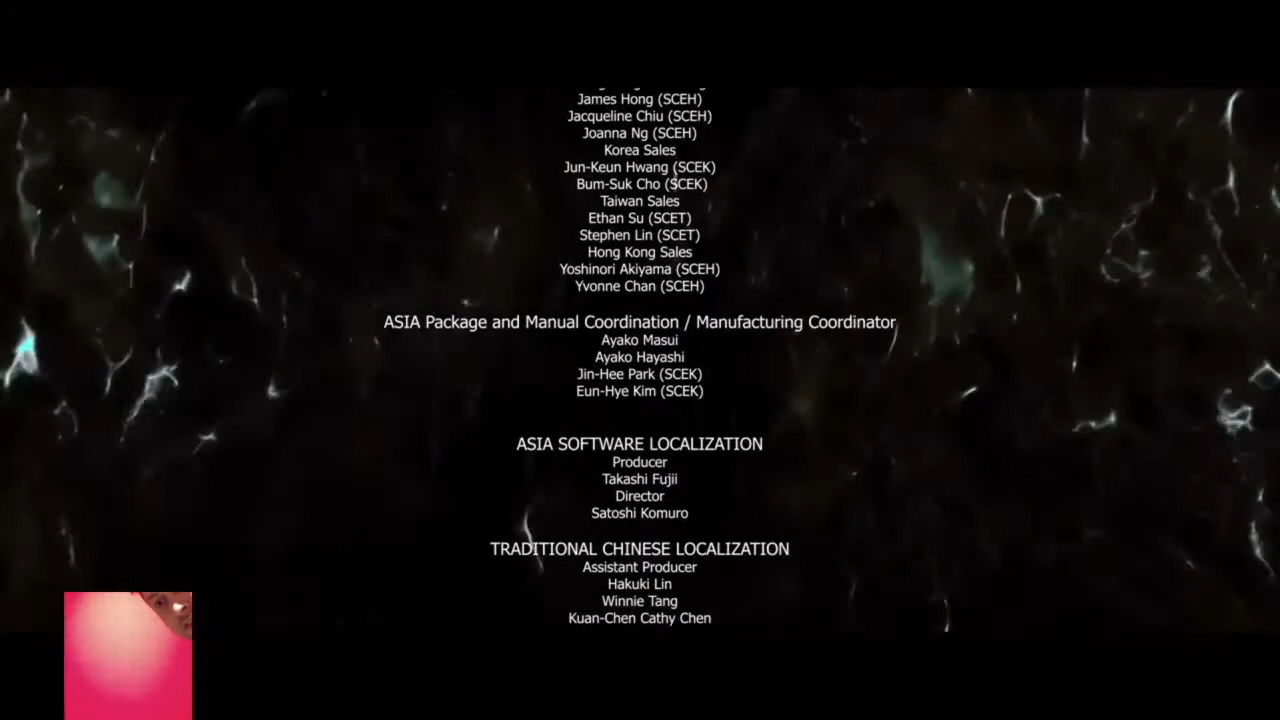 James Hong (SCEH)
Jacqueline Chiu (SCEH)
Joanna Ng (SCEH)
Korea Sales
Jun-Keun Hwang (SCEK)
Bum-Suk Cho (SCEK)
Taiwan Sales
Ethan Su (SCET)
Stephen Lin (SCET)
Hong Kong Sales
Yoshinori Akiyama (SCEH)
Yvonne Chan (SCEH)
ASIA Package and Manual Coordination / Manufacturing Coordinator
Ayako Masui
Ayako Hayashi
Jin-Hee Park (SCEK)
Eun-Hye Kim (SCEK)
ASIA SOFTWARE LOCALIZATION
Producer
Takashi Fujii
Director
Satoshi Komuro
TRADITIONAL CHINESE LOCALIZATION
Assistant Producer
Hakuki Lin
Winnie Tang
Kuan-Chen Cathy Chen